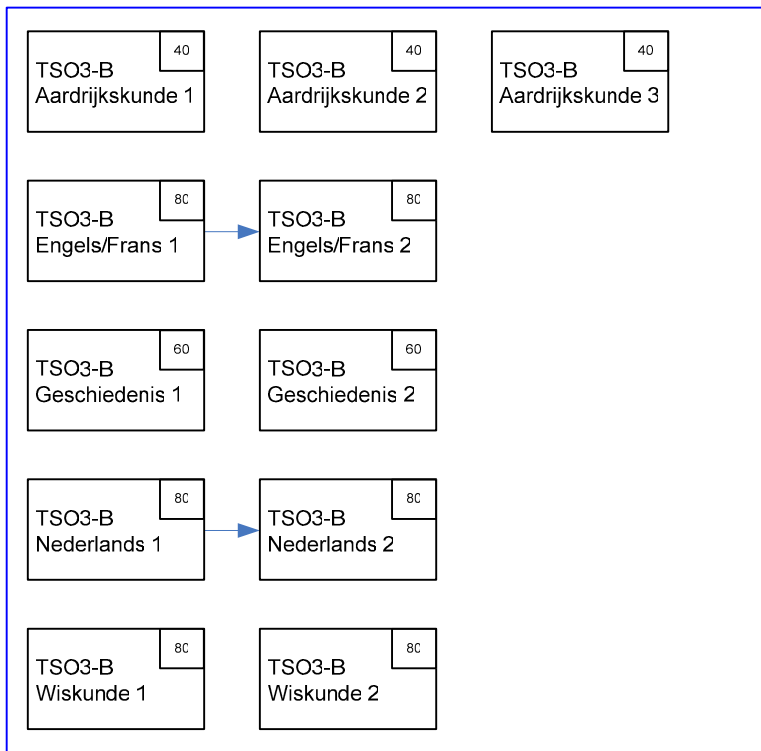 40
TSO3-B
Aardrijkskunde 1
40
TSO3-B
Aardrijkskunde 2
40
TSO3-B
Aardrijkskunde 3
80
TSO3-B
Engels/Frans 1
80
TSO3-B
Engels/Frans 2
60
TSO3-B
Geschiedenis 1
60
TSO3-B
Geschiedenis 2
80
TSO3-B
Nederlands 1
80
TSO3-B
Nederlands 2
80
TSO3-B
Wiskunde 1
80
TSO3-B
Wiskunde 2